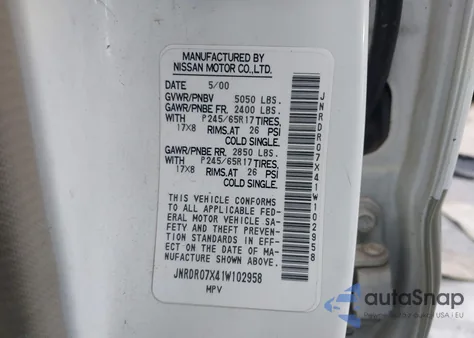 MANUFACTURED BY
NISSAN MOTOR CO.,LTD.
DATE 5/00
GVWR/PNBV 5050 LBS.
GAWR/PNBE FR. 2400 LBS.
WITH P245/65R17 TIRES,
17X8 RIMS.AT 26 PSI
COLD SINGLE.
GAWR/PNBE RR. 2850 LBS.
WITH P245/65R17 TIRES,
17X8 RIMS.AT 26 PSI
COLD SINGLE.
THIS VEHICLE CONFORMS
TO ALL APPLICABLE FED-
ERAL MOTOR VEHICLE SA-
FETY AND THEFT PREVEN-
TION STANDARDS IN EFF-
ECT ON THE DATE OF MA-
NUFACTURE SHOWN ABOVE.
JNRDR07X41W102958
MPV
JNRDR07X41W102958
autoSnap